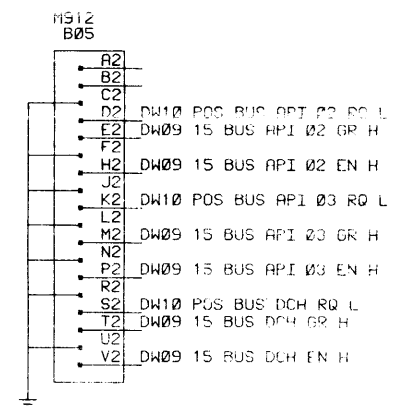 M912
B05
A2
B2
C2
D2 DW10 POS BUS API 02 RQ L
E2 DW09 15 BUS API 02 GR H
F2
H2 DW09 15 BUS API 02 EN H
J2
K2 DW10 POS BUS API 03 RQ L
L2
M2 DW09 15 BUS API 03 GR H
N2
P2 DW09 15 BUS API 03 EN H
R2
S2 DW10 POS BUS DCH RQ L
T2 DW09 15 BUS DCH GR H
U2
V2 DW09 15 BUS DCH EN H